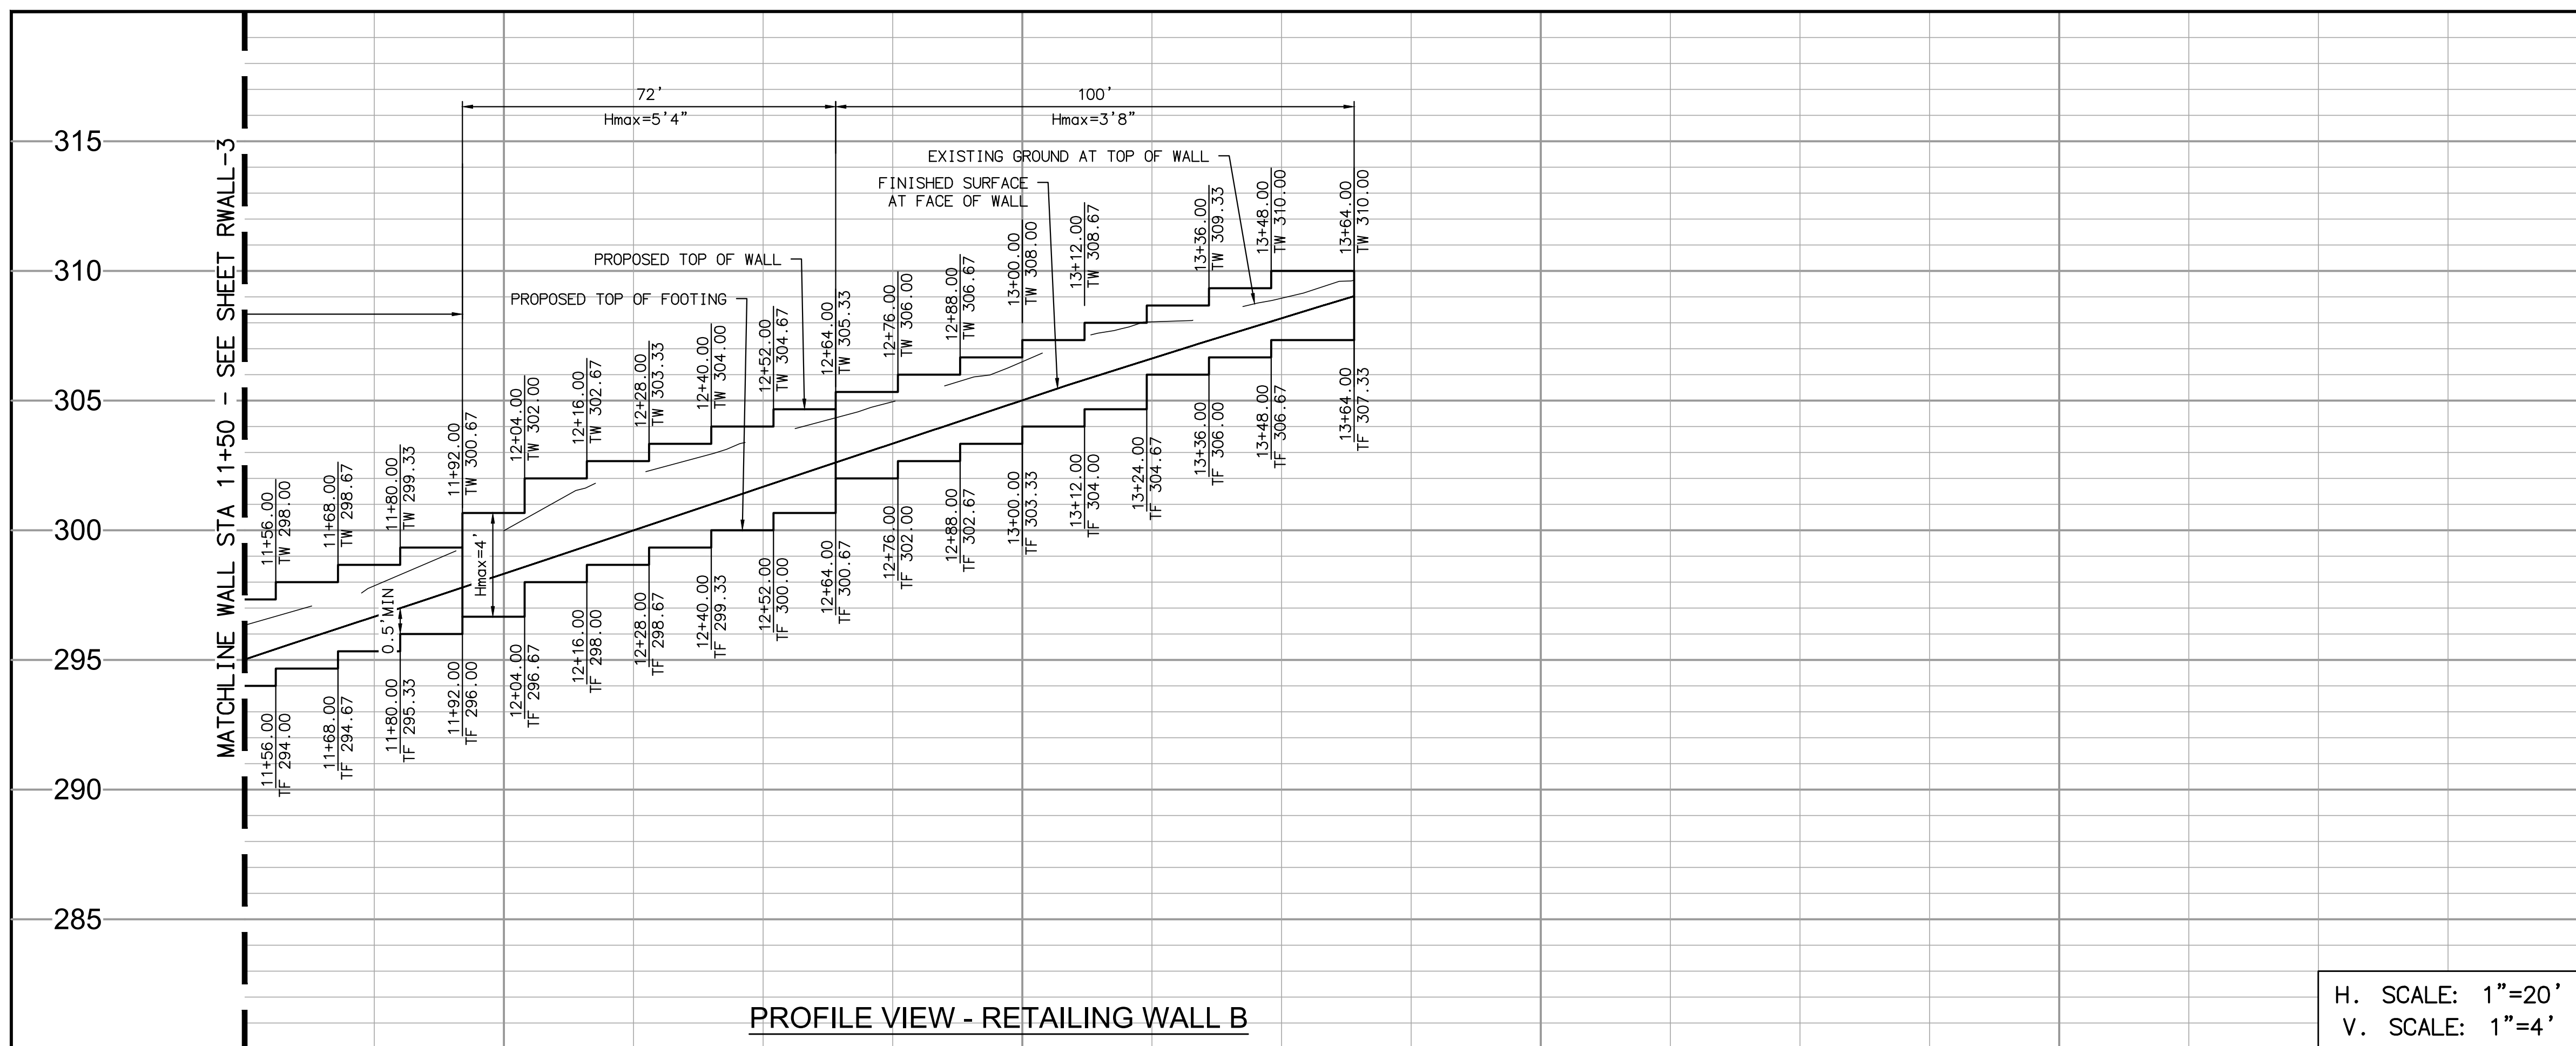 72'
Hmax=5'4"
100'
Hmax=3'8"
315
310
305
300
295
290
285
MATCHLINE WALL STA 11+50 - SEE SHEET RWALL-3
EXISTING GROUND AT TOP OF WALL
FINISHED SURFACE
AT FACE OF WALL
PROPOSED TOP OF WALL
PROPOSED TOP OF FOOTING
11+56.00
TW 298.00
11+68.00
TW 298.67
11+80.00
TW 299.33
11+92.00
TW 300.67
12+04.00
TW 302.00
12+16.00
TW 302.67
12+28.00
TW 303.33
12+40.00
TW 304.00
12+52.00
TW 304.67
12+64.00
TW 305.33
12+76.00
TW 306.00
12+88.00
TW 306.67
13+00.00
TW 308.00
13+12.00
TW 308.67
13+36.00
TW 309.33
13+48.00
TW 310.00
13+64.00
TW 310.00
0.5'MIN
Hmax=4'
11+56.00
TF 294.00
11+68.00
TF 294.67
11+80.00
TF 295.33
11+92.00
TF 296.00
12+04.00
TF 296.67
12+16.00
TF 298.00
12+28.00
TF 298.67
12+40.00
TF 299.33
12+52.00
TF 300.00
12+64.00
TF 300.67
12+76.00
TF 302.00
12+88.00
TF 302.67
13+00.00
TF 303.33
13+12.00
TF 304.00
13+24.00
TF 304.67
13+36.00
TF 306.00
13+48.00
TF 306.67
13+64.00
TF 307.33
PROFILE VIEW - RETAILING WALL B
H. SCALE: 1"=20'
V. SCALE: 1"=4'